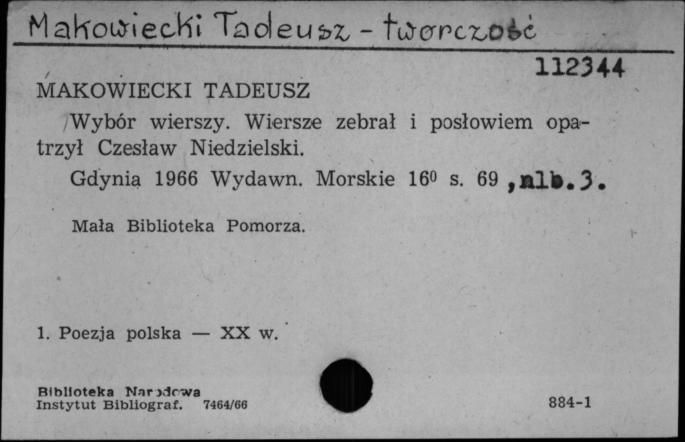 Makowiecki Tadeusz - twórczość
112344
MAKOWIECKI TADEUSZ
Wybór wierszy. Wiersze zebrał i posłowiem opa-
trzył Czesław Niedzielski.
Gdynia 1966 Wydawn. Morskie 16⁰ s. 69, nlb. 3.
Mała Biblioteka Pomorza.
1. Poezja polska — XX w.
Biblioteka Narodowa
Instytut Bibliograf. 7464/66
884-1